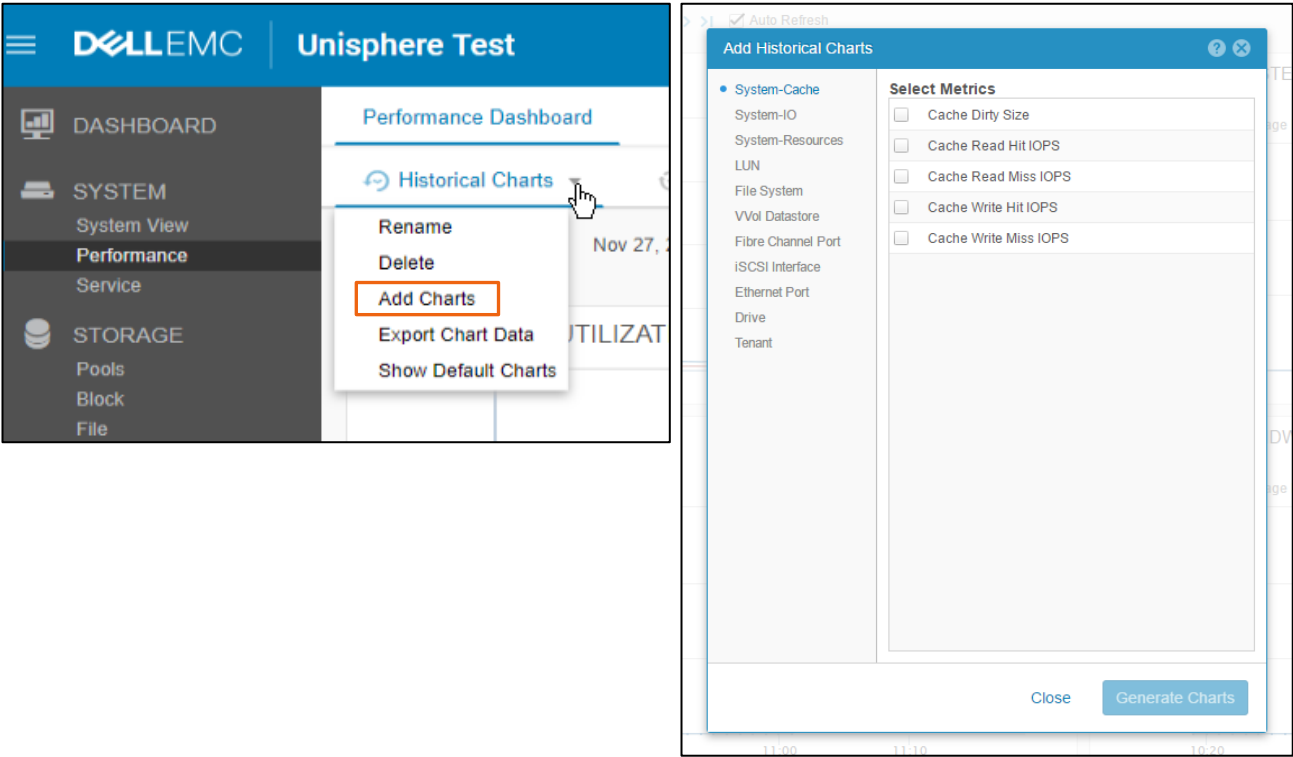 DELLEMC
Unisphere Test
DASHBOARD
SYSTEM
System View
Performance
Service
STORAGE
Pools
Block
File
Performance Dashboard
Historical Charts
Rename
Delete
Add Charts
Export Chart Data
Show Default Charts
Nov 27,
Auto Refresh
Add Historical Charts
System-Cache
System-IO
System-Resources
LUN
File System
VVol Datastore
Fibre Channel Port
iSCSI Interface
Ethernet Port
Drive
Tenant
Select Metrics
Cache Dirty Size
Cache Read Hit IOPS
Cache Read Miss IOPS
Cache Write Hit IOPS
Cache Write Miss IOPS
Close
Generate Charts
11:00
11:10
10:20